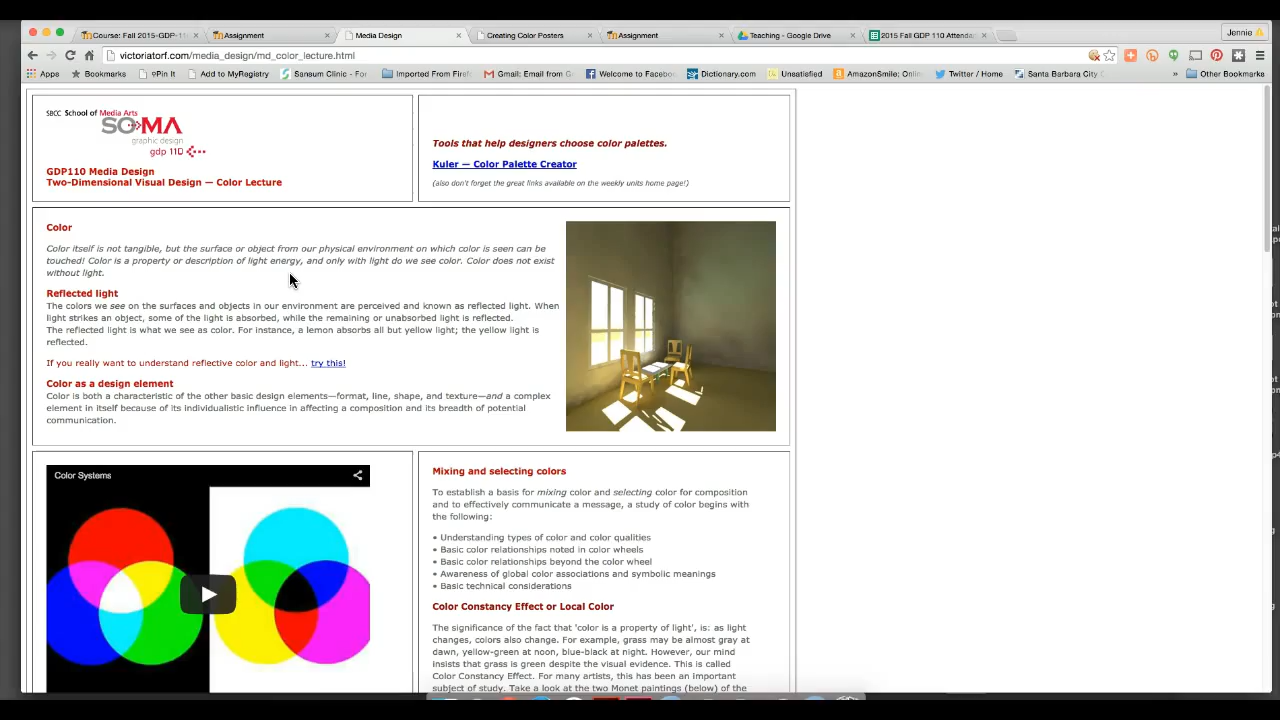 Course: Fall 2015-GDP-11
Assignment
Media Design
Creating Color Posters
Assignment
Teaching - Google Drive
2015 Fall GDP 110 Attenda
Jennie
victoriatorf.com/media_design/md_color_lecture.html
Apps
Bookmarks
ePin It
Add to MyRegistry
Sansum Clinic - For
Imported From Firef
Gmail: Email from G
Welcome to Facebo
Dictionary.com
Unsatisfied
AmazonSmile: Onli
Twitter / Home
Santa Barbara City
»
Other Bookmarks
SBCC School of Media Arts
SOMA
graphic design
gdp 110
GDP110 Media Design
Two-Dimensional Visual Design — Color Lecture
Tools that help designers choose color palettes.
Kuler — Color Palette Creator
(also don't forget the great links available on the weekly units home page!)
Color
Color itself is not tangible, but the surface or object from our physical environment on which color is seen can be
touched! Color is a property or description of light energy, and only with light do we see color. Color does not exist
without light.
Reflected light
The colors we see on the surfaces and objects in our environment are perceived and known as reflected light. When
light strikes an object, some of the light is absorbed, while the remaining or unabsorbed light is reflected.
The reflected light is what we see as color. For instance, a lemon absorbs all but yellow light; the yellow light is
reflected.
If you really want to understand reflective color and light... try this!
Color as a design element
Color is both a characteristic of the other basic design elements—format, line, shape, and texture—and a complex
element in itself because of its individualistic influence in affecting a composition and its breadth of potential
communication.
Color Systems
Mixing and selecting colors
To establish a basis for mixing color and selecting color for composition
and to effectively communicate a message, a study of color begins with
the following:
• Understanding types of color and color qualities
• Basic color relationships noted in color wheels
• Basic color relationships beyond the color wheel
• Awareness of global color associations and symbolic meanings
• Basic technical considerations
Color Constancy Effect or Local Color
The significance of the fact that 'color is a property of light', is: as light
changes, colors also change. For example, grass may be almost gray at
dawn, yellow-green at noon, blue-black at night. However, our mind
insists that grass is green despite the visual evidence. This is called
Color Constancy Effect. For many artists, this has been an important
subject of study. Take a look at the two Monet paintings (below) of the